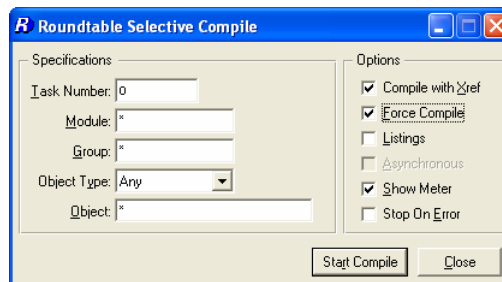 R Roundtable Selective Compile
Specifications
Task Number: 0
Module: *
Group: *
Object Type: Any
Object: *
Options
Compile with Xref
Force Compile
Listings
Asynchronous
Show Meter
Stop On Error
Start Compile
Close